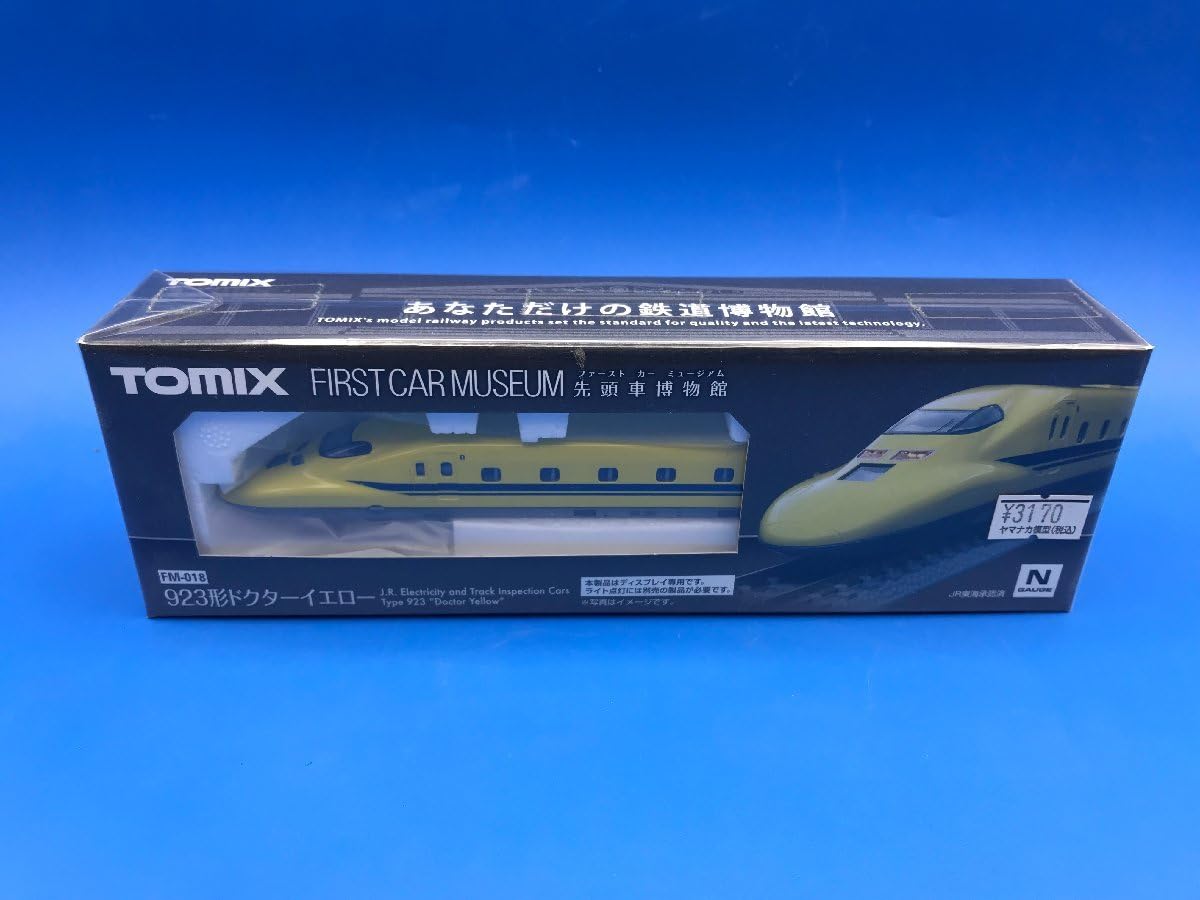 TOMIX
あなただけの鉄道博物館
TOMIX's model railway products set the standard for quality and the latest technology.
TOMIX FIRST CAR MUSEUM
ファースト カー ミュージアム
先頭車博物館
¥3170
ヤマナカ模型(税込)
FM-018
923形ドクターイエロー
J.R. Electricity and Track Inspection Cars
Type 923 "Doctor Yellow"
本製品はディスプレイ専用です。
ライト点灯には別売の製品が必要です。
※写真はイメージです。
JR東海承認済
N
GAUGE